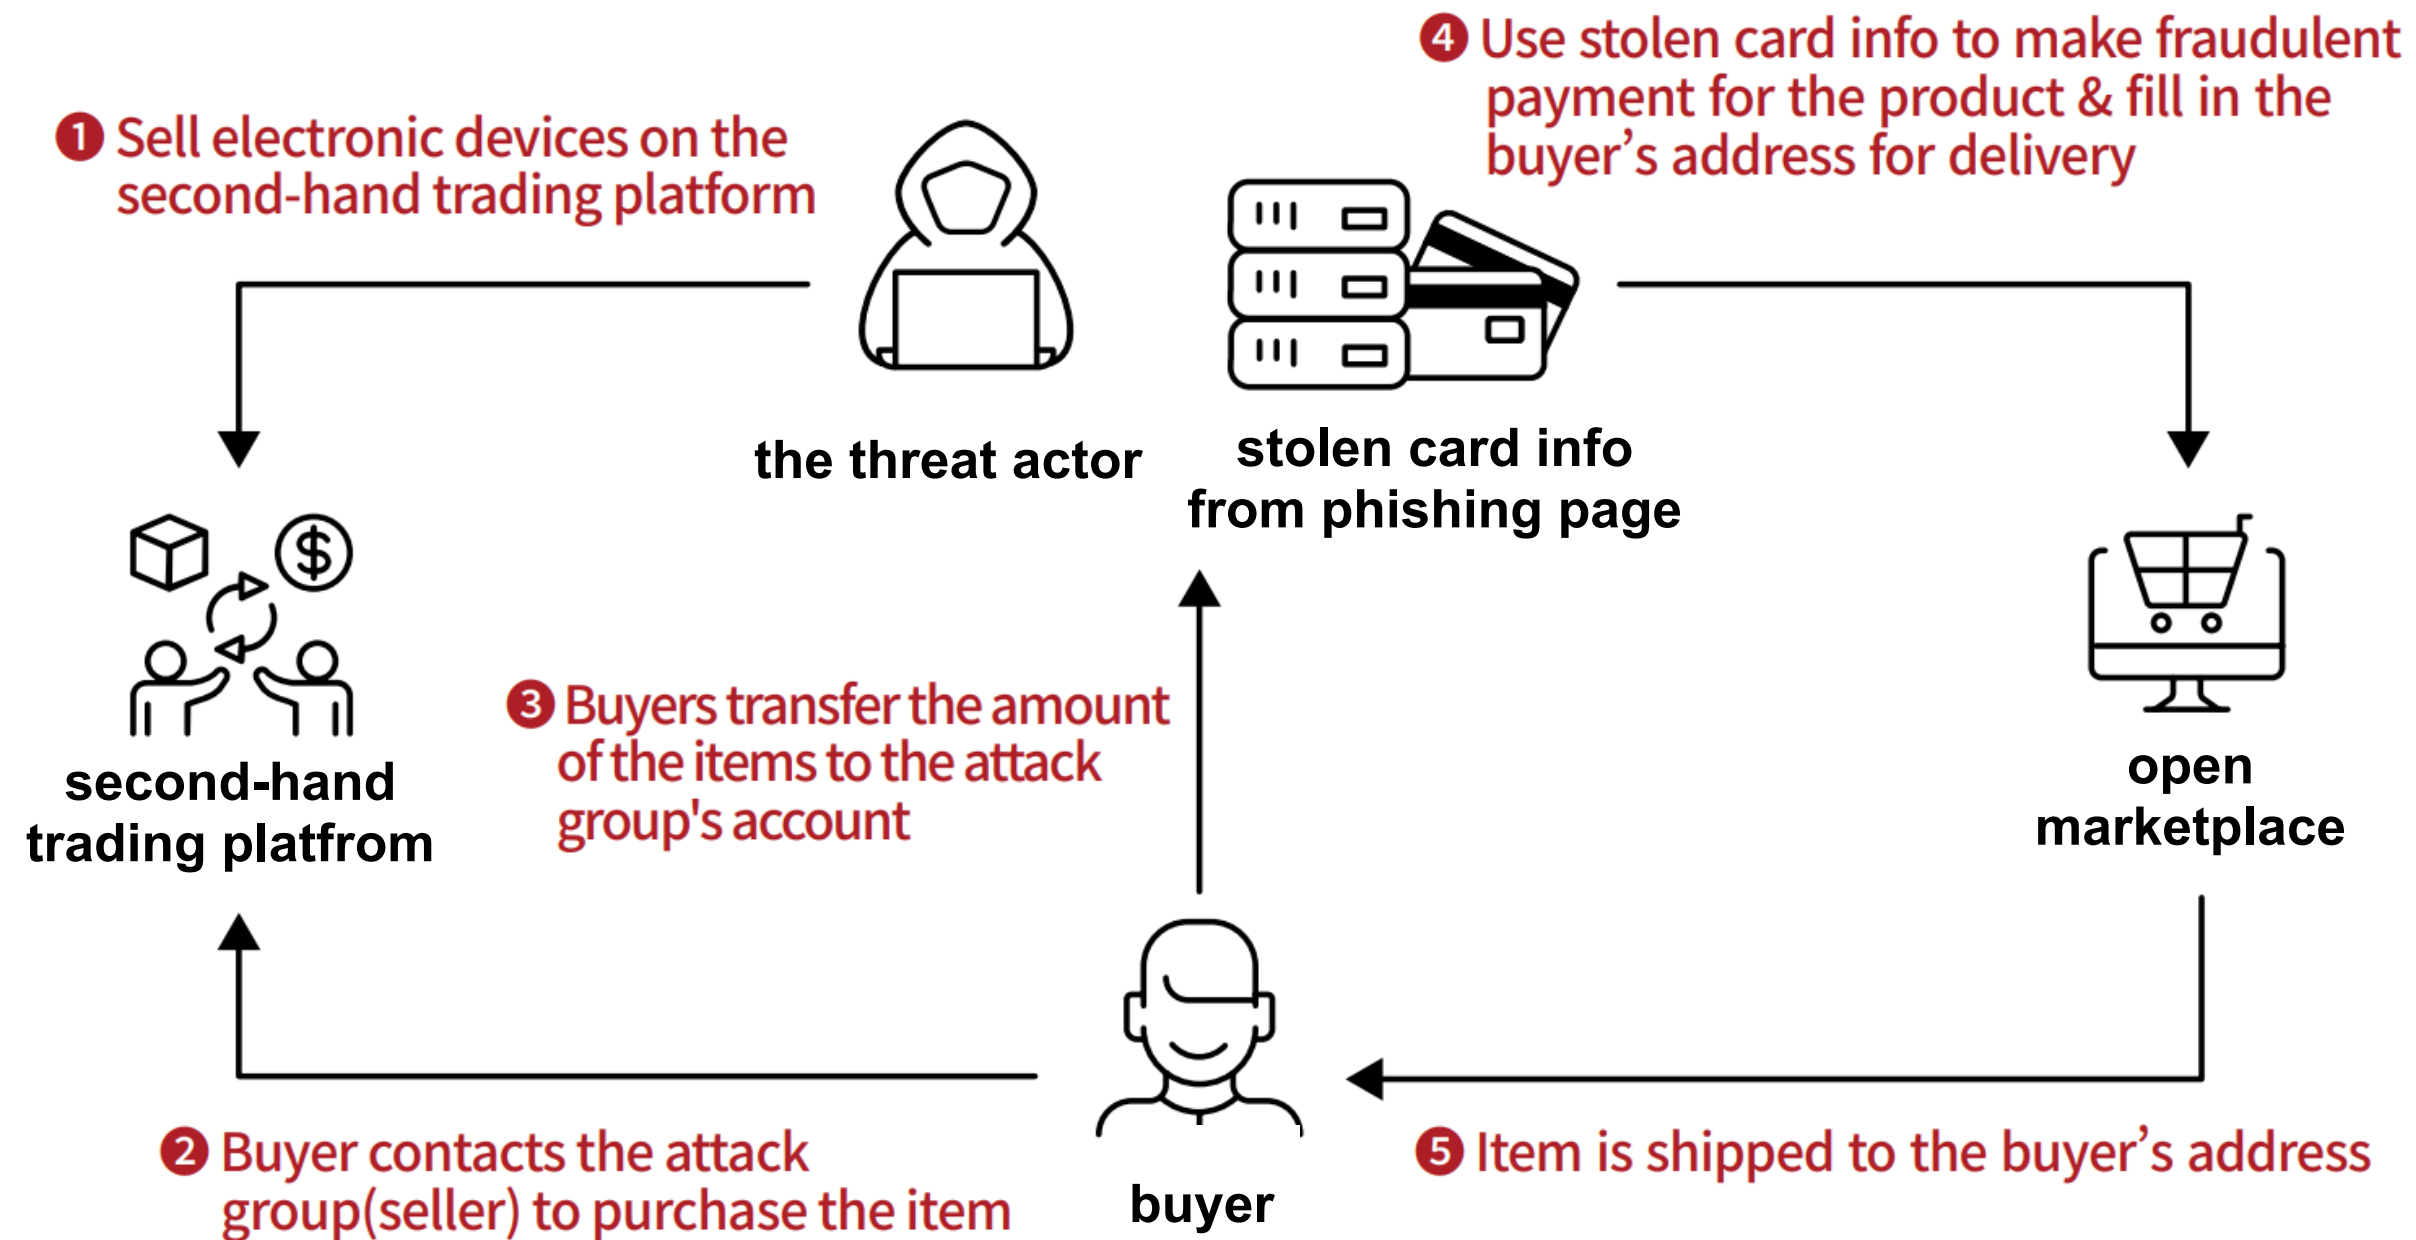 ❶ Sell electronic devices on the
second-hand trading platform
❹ Use stolen card info to make fraudulent
payment for the product & fill in the
buyer’s address for delivery
the threat actor
stolen card info
from phishing page
$
second-hand
trading platfrom
❸ Buyers transfer the amount
of the items to the attack
group's account
open
marketplace
❷ Buyer contacts the attack
group(seller) to purchase the item
buyer
❺ Item is shipped to the buyer’s address